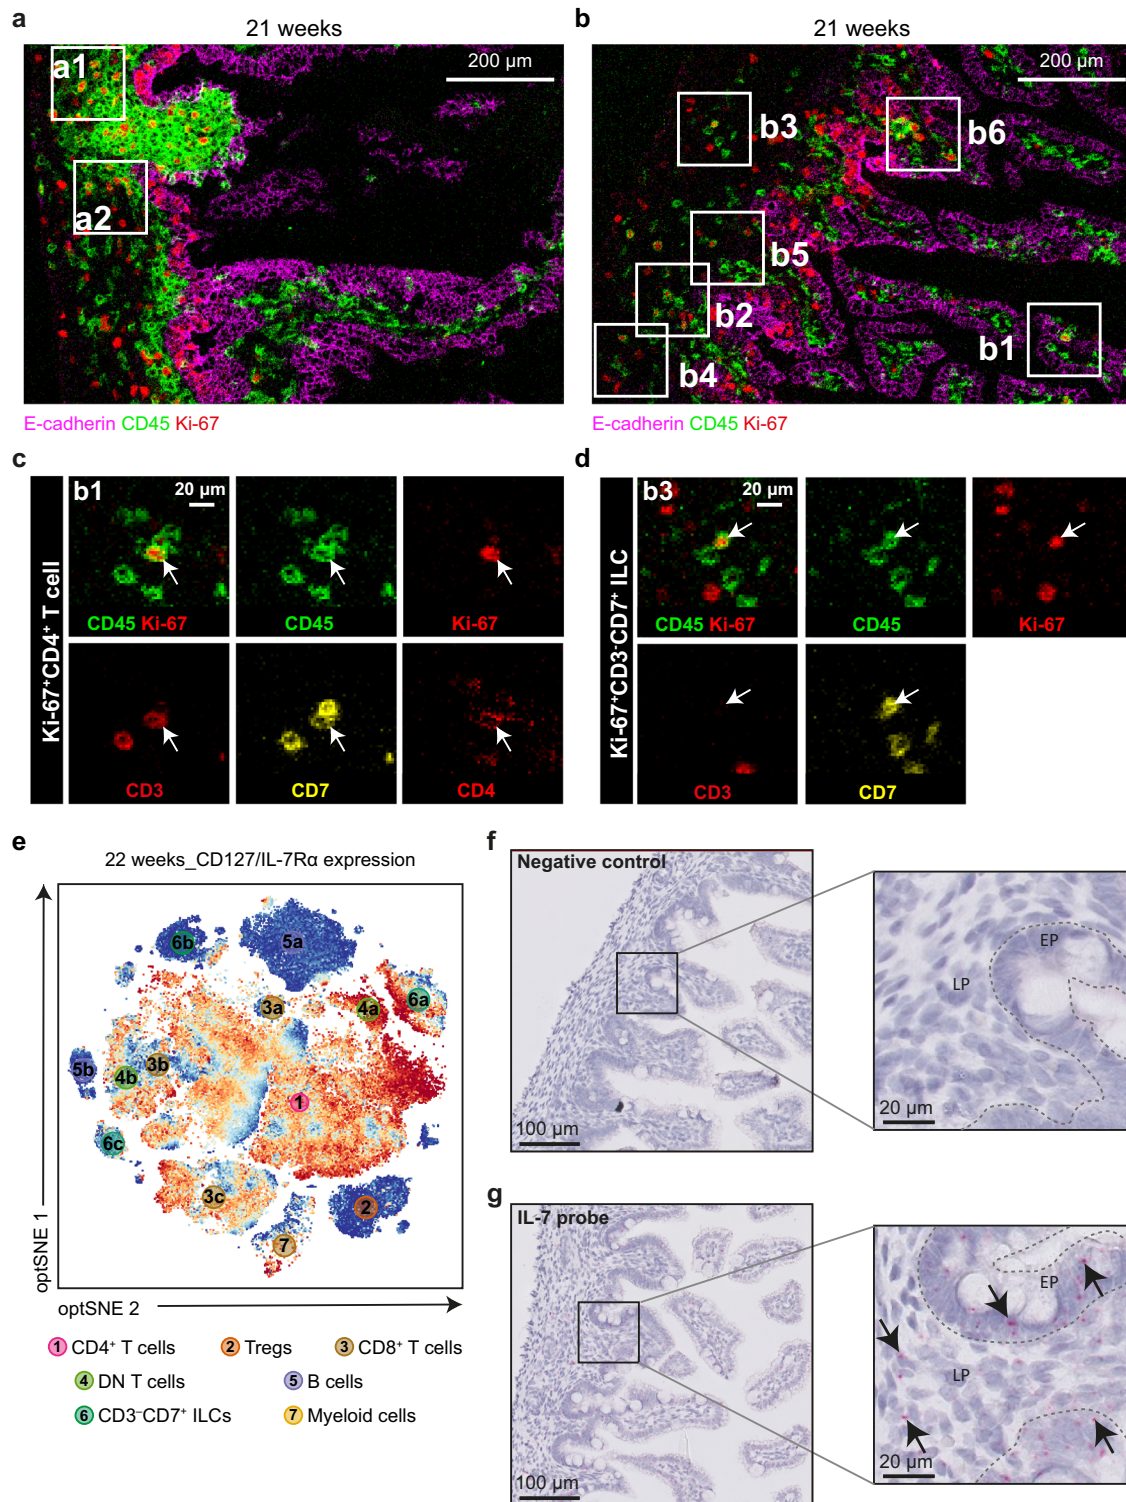 a
21 weeks
200 µm
a1
a2
E-cadherin CD45 Ki-67
b
21 weeks
200 µm
b3
b6
b5
b2
b4
b1
E-cadherin CD45 Ki-67
c
Ki-67⁺CD4⁺ T cell
b1
20 µm
CD45 Ki-67
CD45
Ki-67
CD3
CD7
CD4
d
Ki-67⁺CD3⁻CD7⁺ ILC
b3
20 µm
CD45 Ki-67
CD45
Ki-67
CD3
CD7
e
22 weeks_CD127/IL-7Rα expression
6b
5a
3a
4a
6a
5b
4b
3b
1
6c
3c
2
7
optSNE 1
optSNE 2
1 CD4⁺ T cells
2 Tregs
3 CD8⁺ T cells
4 DN T cells
5 B cells
6 CD3⁻CD7⁺ ILCs
7 Myeloid cells
f
Negative control
100 µm
EP
LP
20 µm
g
IL-7 probe
100 µm
EP
LP
20 µm